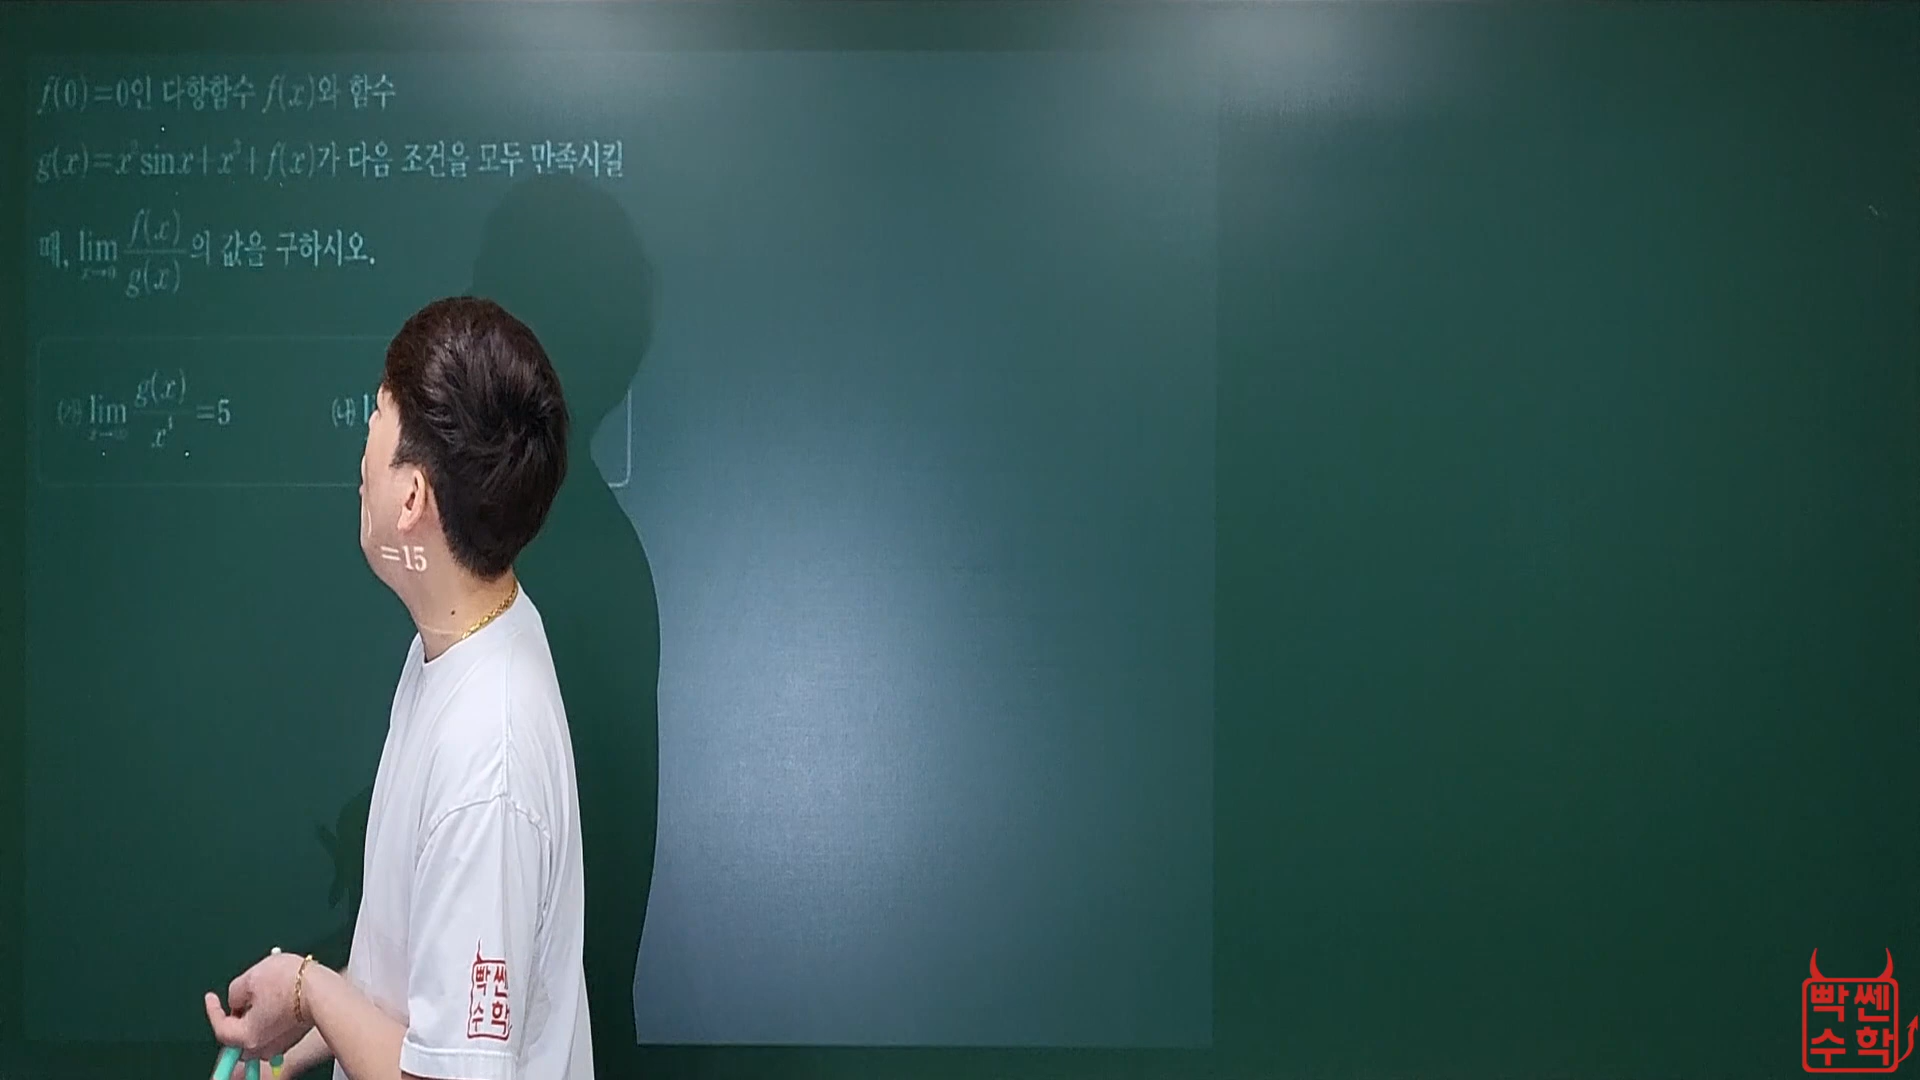 f(0)=0인 다항함수 f(x)와 함수
g(x)=x²sinx+x³+f(x)가 다음 조건을 모두 만족시킬
때, lim x→0 f(x)/g(x) 의 값을 구하시오.
(가) lim x→∞ g(x)/x⁴ =5 (나)
=15
빡쎈
수학
빡쎈
수학